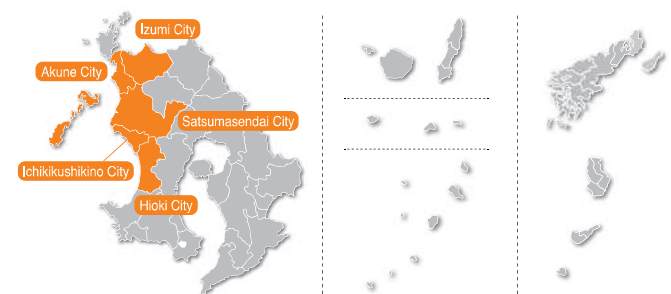 Izumi City
Akune City
Satsumasendai City
Ichikikushikino City
Hioki City